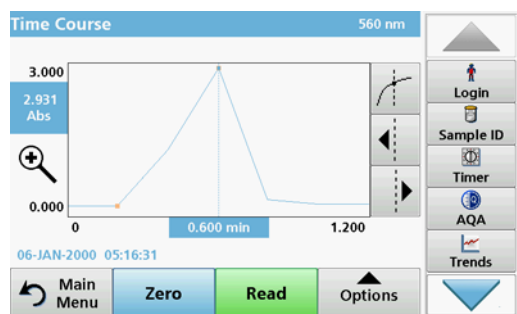 Time Course 560 nm
3.000
2.931
Abs
0.000
0 0.600 min 1.200
06-JAN-2000 05:16:31
Main
Menu
Zero
Read
Options
Login
Sample ID
Timer
AQA
Trends